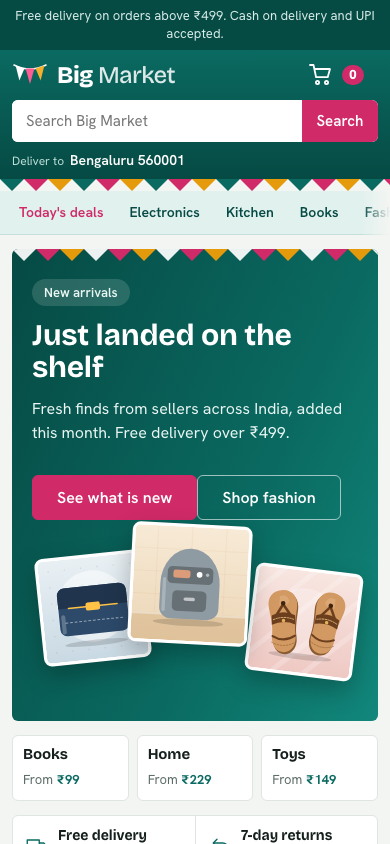 Free delivery on orders above ₹499. Cash on delivery and UPI
accepted.
Big Market
0
Search Big Market
Search
Deliver to Bengaluru 560001
Today's deals
Electronics
Kitchen
Books
New arrivals
Just landed on the
shelf
Fresh finds from sellers across India, added
this month. Free delivery over ₹499.
See what is new
Shop fashion
Books
From ₹99
Home
From ₹229
Toys
From ₹149
Free delivery
7-day returns